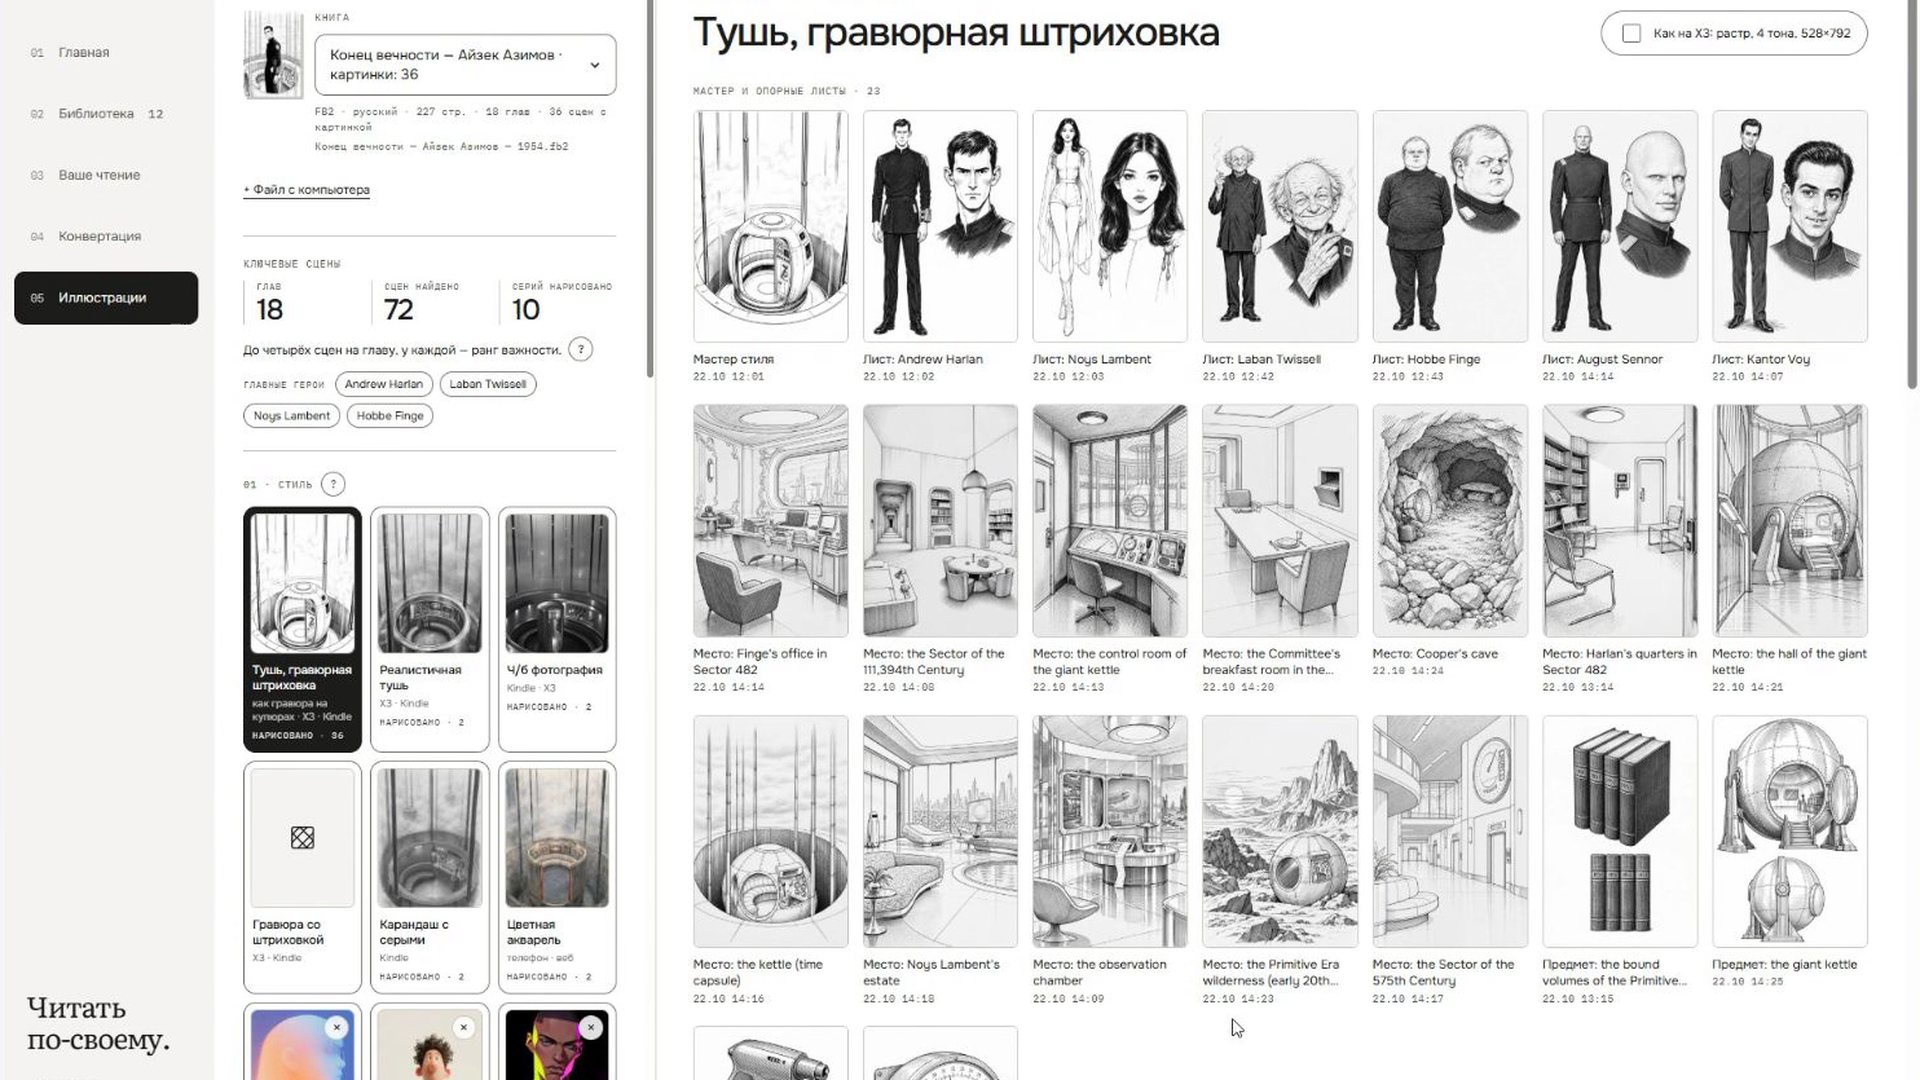 01 Главная
02 Библиотека 12
03 Ваше чтение
04 Конвертация
05 Иллюстрации
Читать
по-своему.
КНИГА
Конец вечности — Айзек Азимов ·
картинки: 36
FB2 · русский · 227 стр. · 18 глав · 36 сцен с
картинкой
Конец вечности — Айзек Азимов — 1954.fb2
+ Файл с компьютера
КЛЮЧЕВЫЕ СЦЕНЫ
ГЛАВ
18
СЦЕН НАЙДЕНО
72
СЕРИЙ НАРИСОВАНО
10
До четырёх сцен на главу, у каждой — ранг важности. ?
ГЛАВНЫЕ ГЕРОИ Andrew Harlan Laban Twissell
Noys Lambent Hobbe Finge
01 · СТИЛЬ ?
Тушь, гравюрная
штриховка
как гравюра на
купюрах · X3 · Kindle
НАРИСОВАНО · 36
Реалистичная
тушь
X3 · Kindle
НАРИСОВАНО · 2
Ч/б фотография
Kindle · X3
НАРИСОВАНО · 2
Гравюра со
штриховкой
X3 · Kindle
Карандаш с
серыми
Kindle
НАРИСОВАНО · 2
Цветная
акварель
телефон · веб
НАРИСОВАНО · 2
Тушь, гравюрная штриховка
Как на X3: растр, 4 тона, 528×792
МАСТЕР И ОПОРНЫЕ ЛИСТЫ · 23
Мастер стиля
22.10 12:01
Лист: Andrew Harlan
22.10 12:02
Лист: Noys Lambent
22.10 12:03
Лист: Laban Twissell
22.10 12:42
Лист: Hobbe Finge
22.10 12:43
Лист: August Sennor
22.10 14:14
Лист: Kantor Voy
22.10 14:07
Место: Finge's office in
Sector 482
22.10 14:14
Место: the Sector of the
111,394th Century
22.10 14:08
Место: the control room of
the giant kettle
22.10 14:13
Место: the Committee's
breakfast room in the...
22.10 14:20
Место: Cooper's cave
22.10 14:24
Место: Harlan's quarters in
Sector 482
22.10 13:14
Место: the hall of the giant
kettle
22.10 14:21
Место: the kettle (time
capsule)
22.10 14:16
Место: Noys Lambent's
estate
22.10 14:18
Место: the observation
chamber
22.10 14:09
Место: the Primitive Era
wilderness (early 20th...
22.10 14:23
Место: the Sector of the
575th Century
22.10 14:17
Предмет: the bound
volumes of the Primitive...
22.10 13:15
Предмет: the giant kettle
22.10 14:25